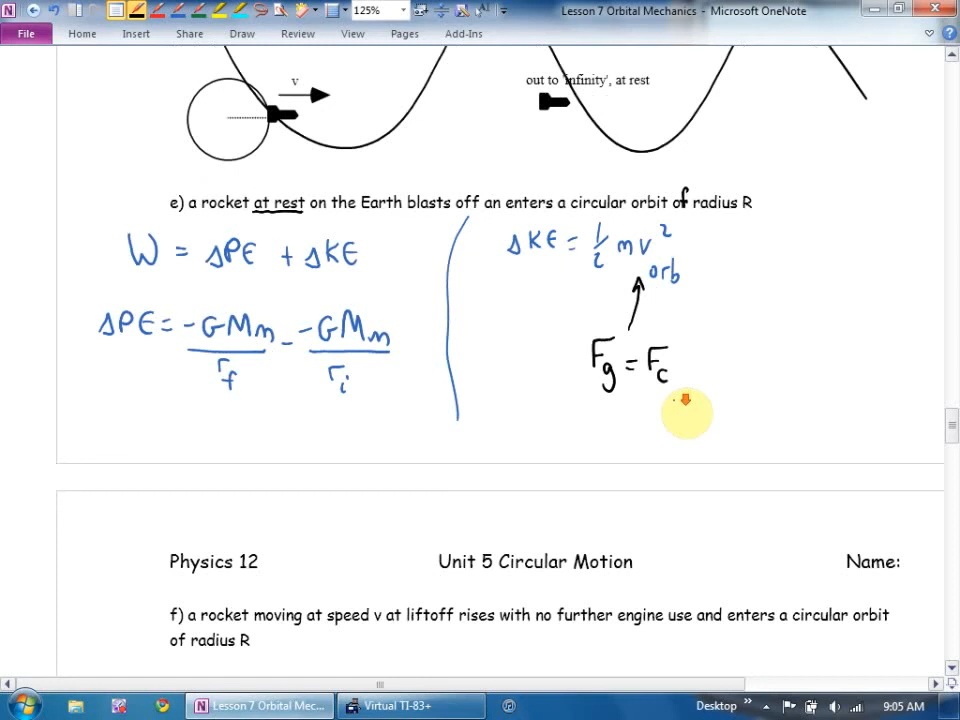 125% Lesson 7 Orbital Mechanics - Microsoft OneNote
File Home Insert Share Draw Review View Pages Add-Ins
v
out to 'infinity', at rest
e) a rocket at rest on the Earth blasts off an enters a circular orbit of radius R
W = ΔPE + ΔKE
ΔKE = 1/2 mv²orb
ΔPE = -GMm/rf - -GMm/ri
Fg = Fc
Physics 12 Unit 5 Circular Motion Name:
f) a rocket moving at speed v at liftoff rises with no further engine use and enters a circular orbit
of radius R
Lesson 7 Orbital Mec... Virtual TI-83+ Desktop 9:05 AM